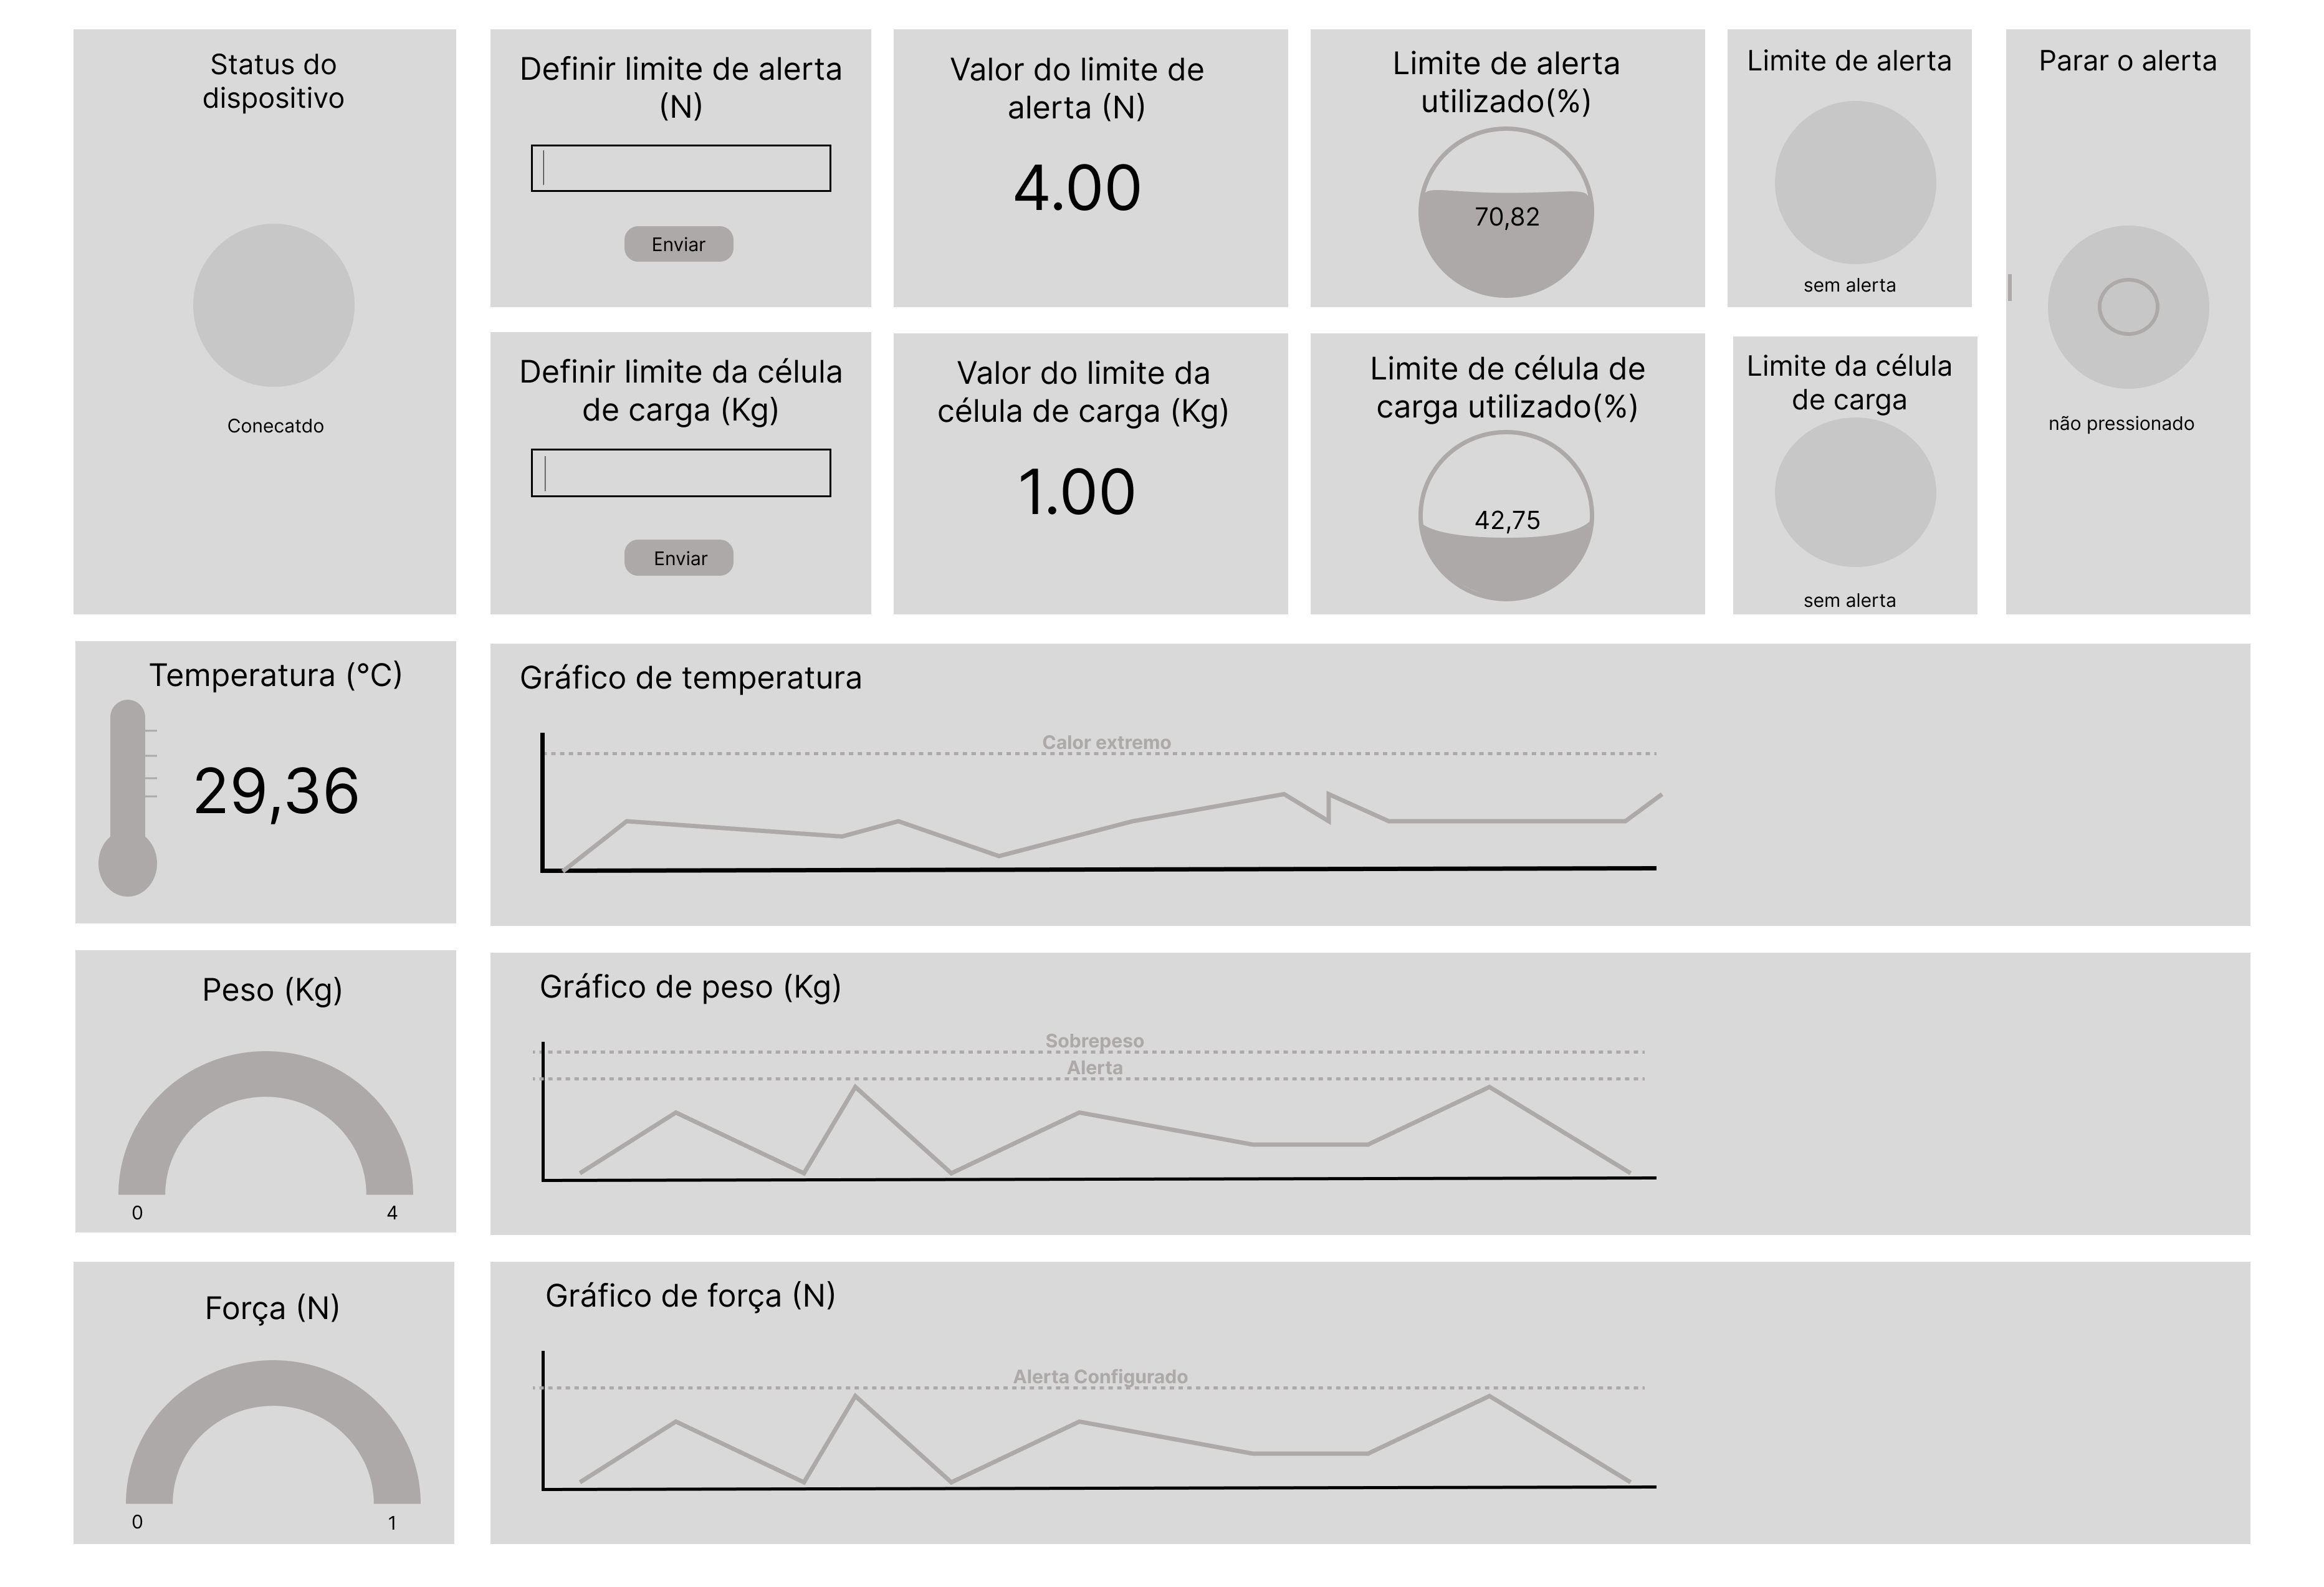 Status do
dispositivo
Conecatdo
Definir limite de alerta
(N)
Enviar
Valor do limite de
alerta (N)
4.00
Limite de alerta
utilizado(%)
70,82
Limite de alerta
sem alerta
Parar o alerta
não pressionado
Definir limite da célula
de carga (Kg)
Enviar
Valor do limite da
célula de carga (Kg)
1.00
Limite de célula de
carga utilizado(%)
42,75
Limite da célula
de carga
sem alerta
Temperatura (°C)
29,36
Gráfico de temperatura
Calor extremo
Peso (Kg)
0
4
Gráfico de peso (Kg)
Sobrepeso
Alerta
Força (N)
0
1
Gráfico de força (N)
Alerta Configurado